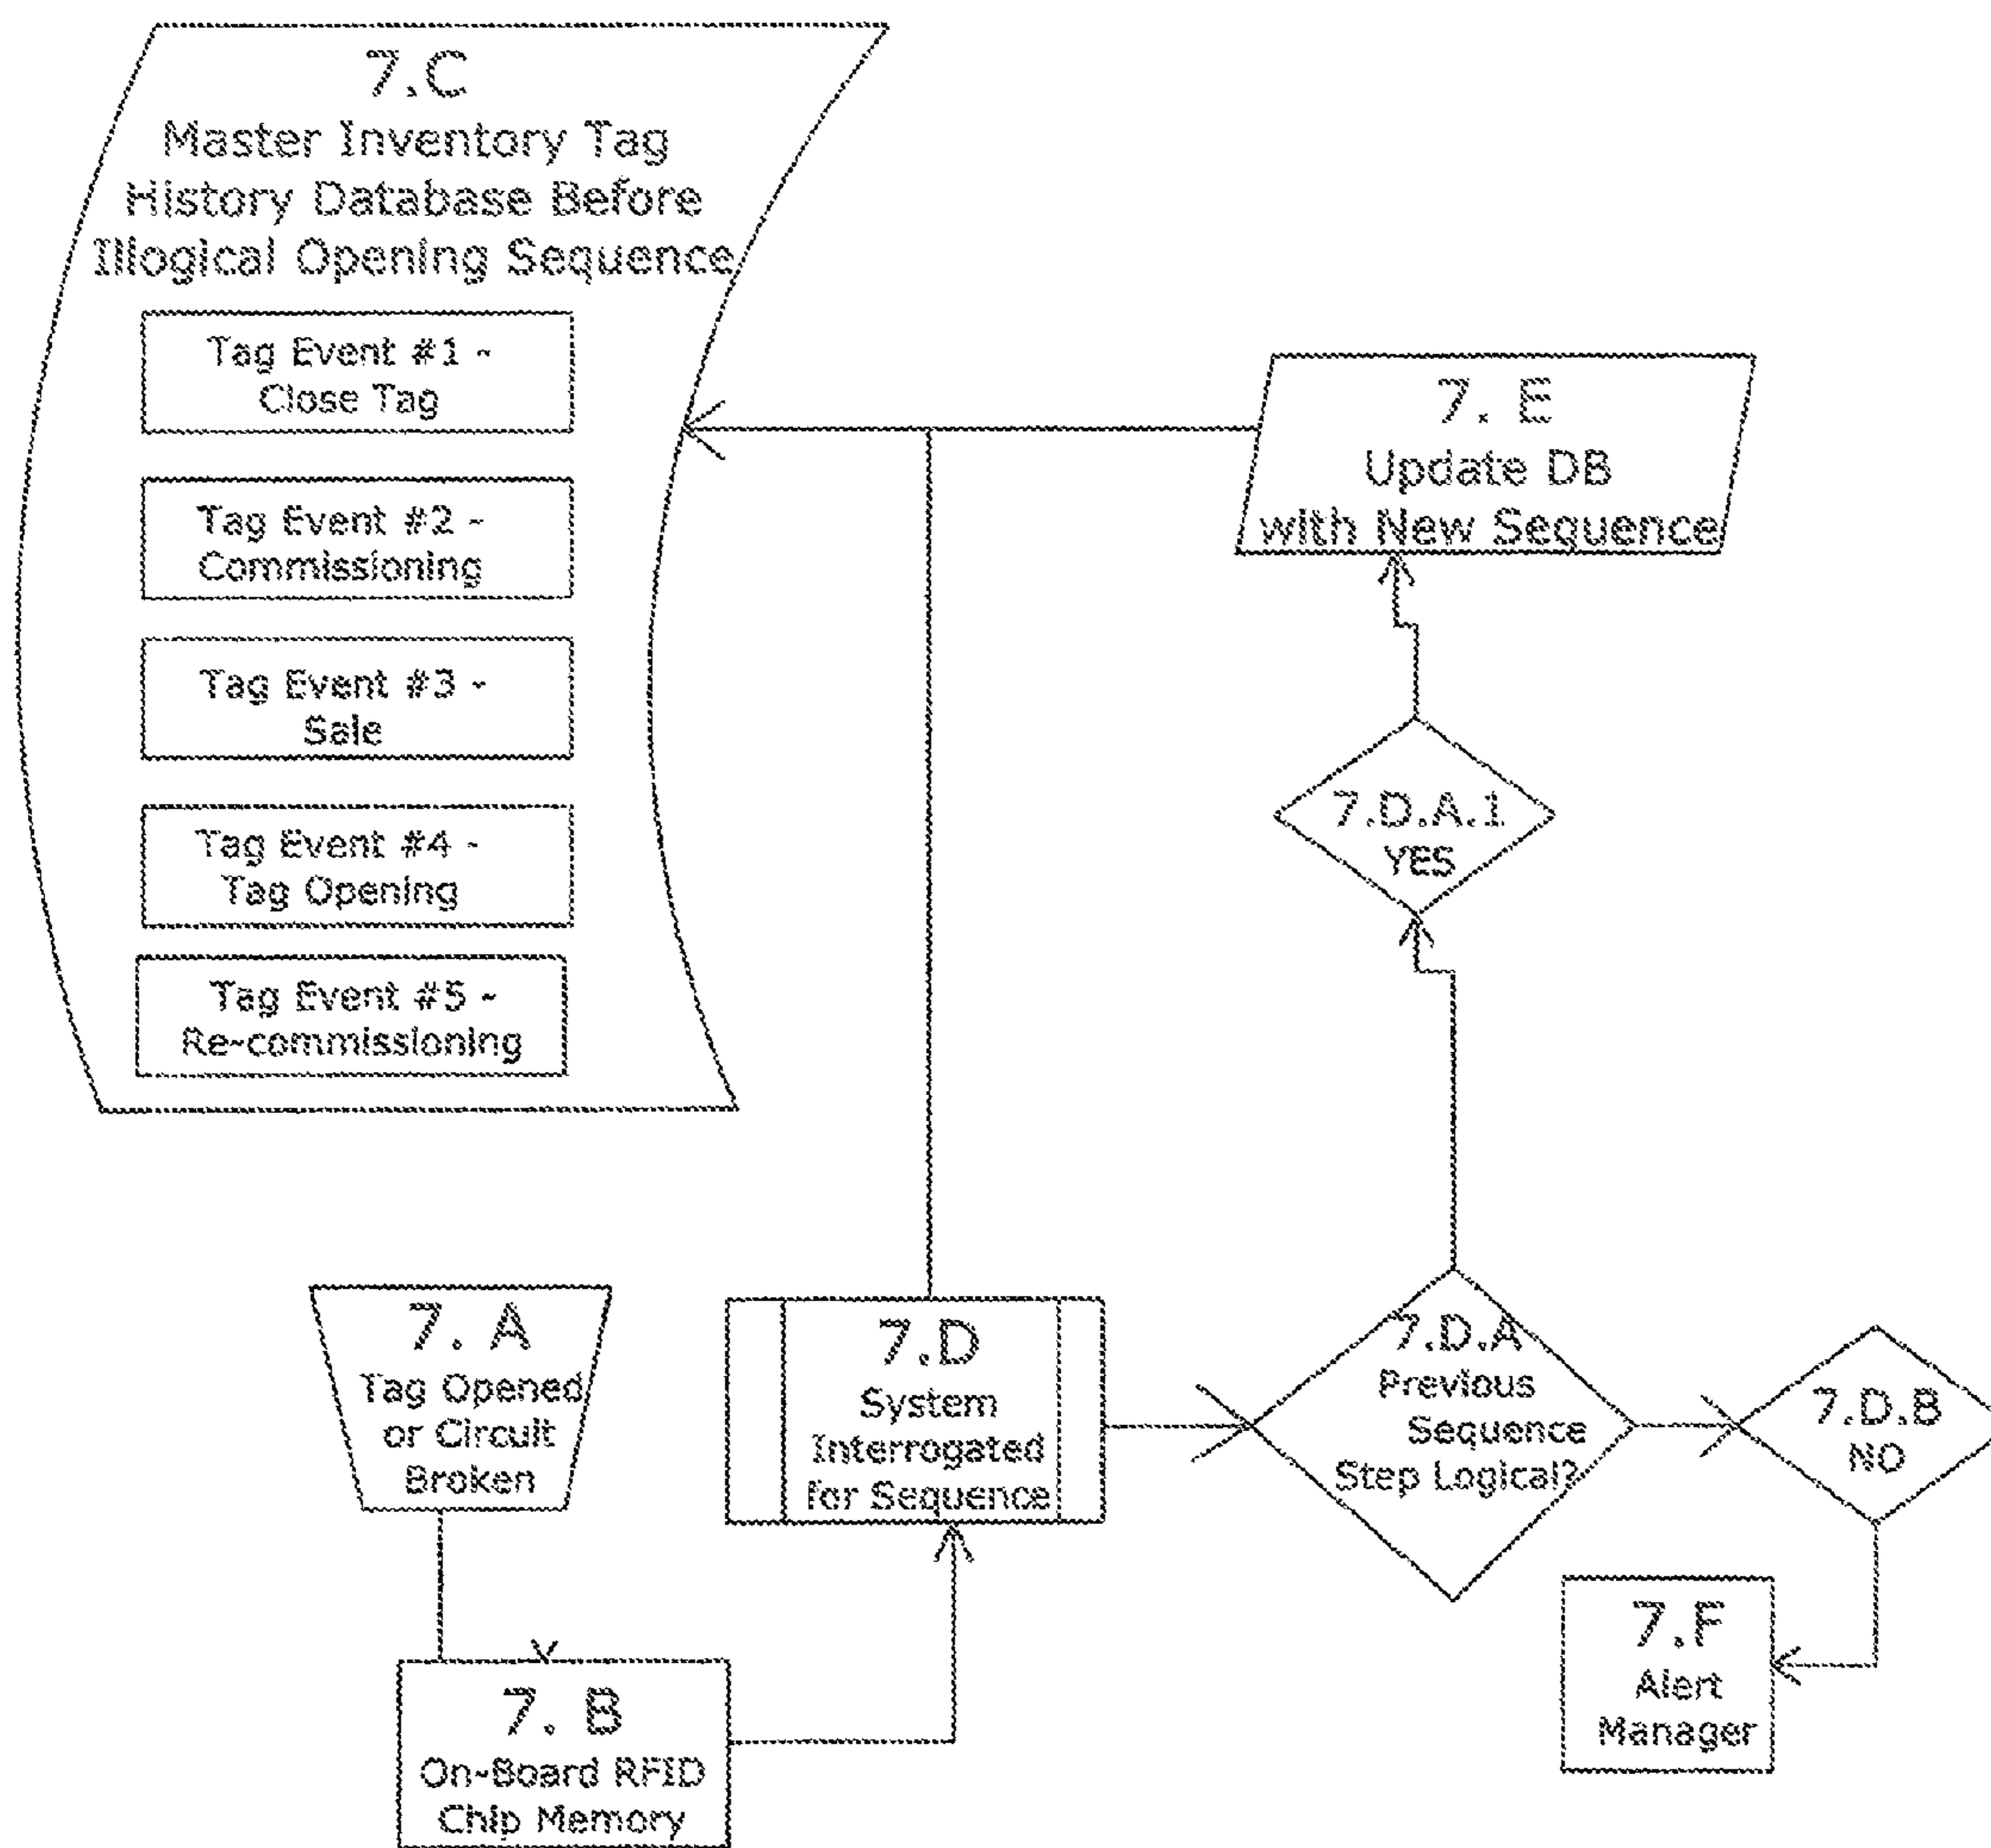 7.C
Master Inventory Tag
History Database Before
Illogical Opening Sequence
Tag Event #1 -
Close Tag
Tag Event #2 -
Commissioning
Tag Event #3 -
Sale
Tag Event #4 -
Tag Opening
Tag Event #5 -
Re-commissioning
7. E
Update DB
with New Sequence
7.D.A.1
YES
7. A
Tag Opened
or Circuit
Broken
7.D
System
Interrogated
for Sequence
7.D.A
Previous
Sequence
Step Logical?
7.D.B
NO
7. B
On-Board RFID
Chip Memory
7.F
Alert
Manager